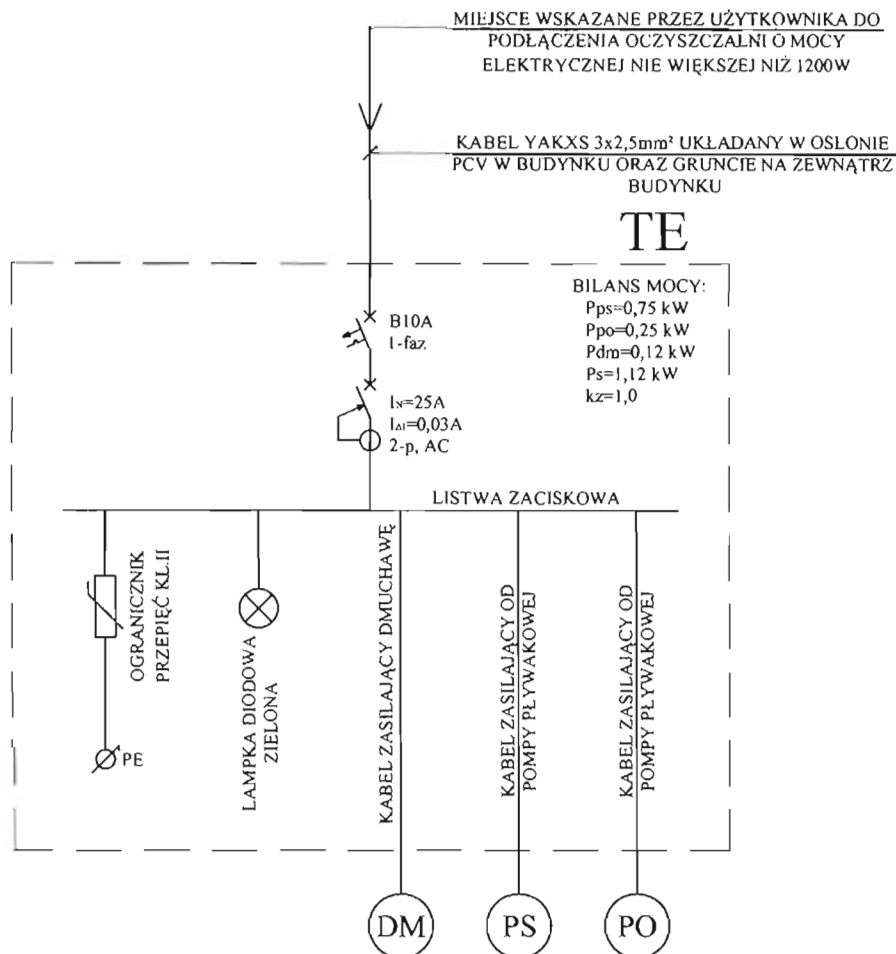 MIEJSCE WSKAZANE PRZEZ UŻYTKOWNIKA DO
PODŁĄCZENIA OCZYSZCZALNI O MOCY
ELEKTRYCZNEJ NIE WIĘKSZEJ NIŻ 1200W
KABEL YAKXS 3x2,5mm² UKŁADANY W OSLONIE
PCV W BUDYNKU ORAZ GRUNCIE NA ZEWNĄTRZ
BUDYNKU
TE
BILANS MOCY:
Pps=0,75 kW
Ppo=0,25 kW
Pdm=0,12 kW
Ps=1,12 kW
kz=1,0
B10A
1-faz
IN=25A
IΔI=0,03A
2-p, AC
LISTWA ZACISKOWA
OGRANICZNIK
PRZEPIĘĆ KL.II
PE
LAMPKA DIODOWA
ZIELONA
KABEL ZASILAJĄCY DMUCHAWĘ
KABEL ZASILAJĄCY OD
POMPY PŁYWAKOWEJ
KABEL ZASILAJĄCY OD
POMPY PŁYWAKOWEJ
DM
PS
PO